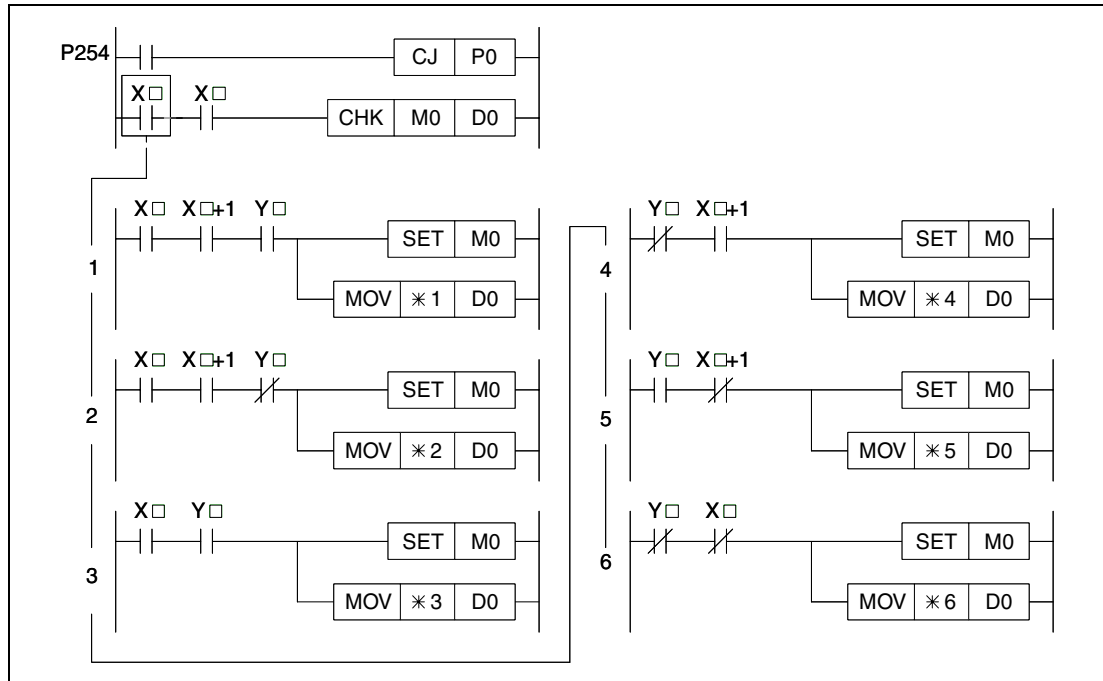 P254
CJ P0
X□ X□
CHK M0 D0
1
X□ X□+1 Y□
SET M0
MOV ✳1 D0
2
X□ X□+1 Y□
SET M0
MOV ✳2 D0
3
X□ Y□
SET M0
MOV ✳3 D0
4
Y□ X□+1
SET M0
MOV ✳4 D0
5
Y□ X□+1
SET M0
MOV ✳5 D0
6
Y□ X□
SET M0
MOV ✳6 D0